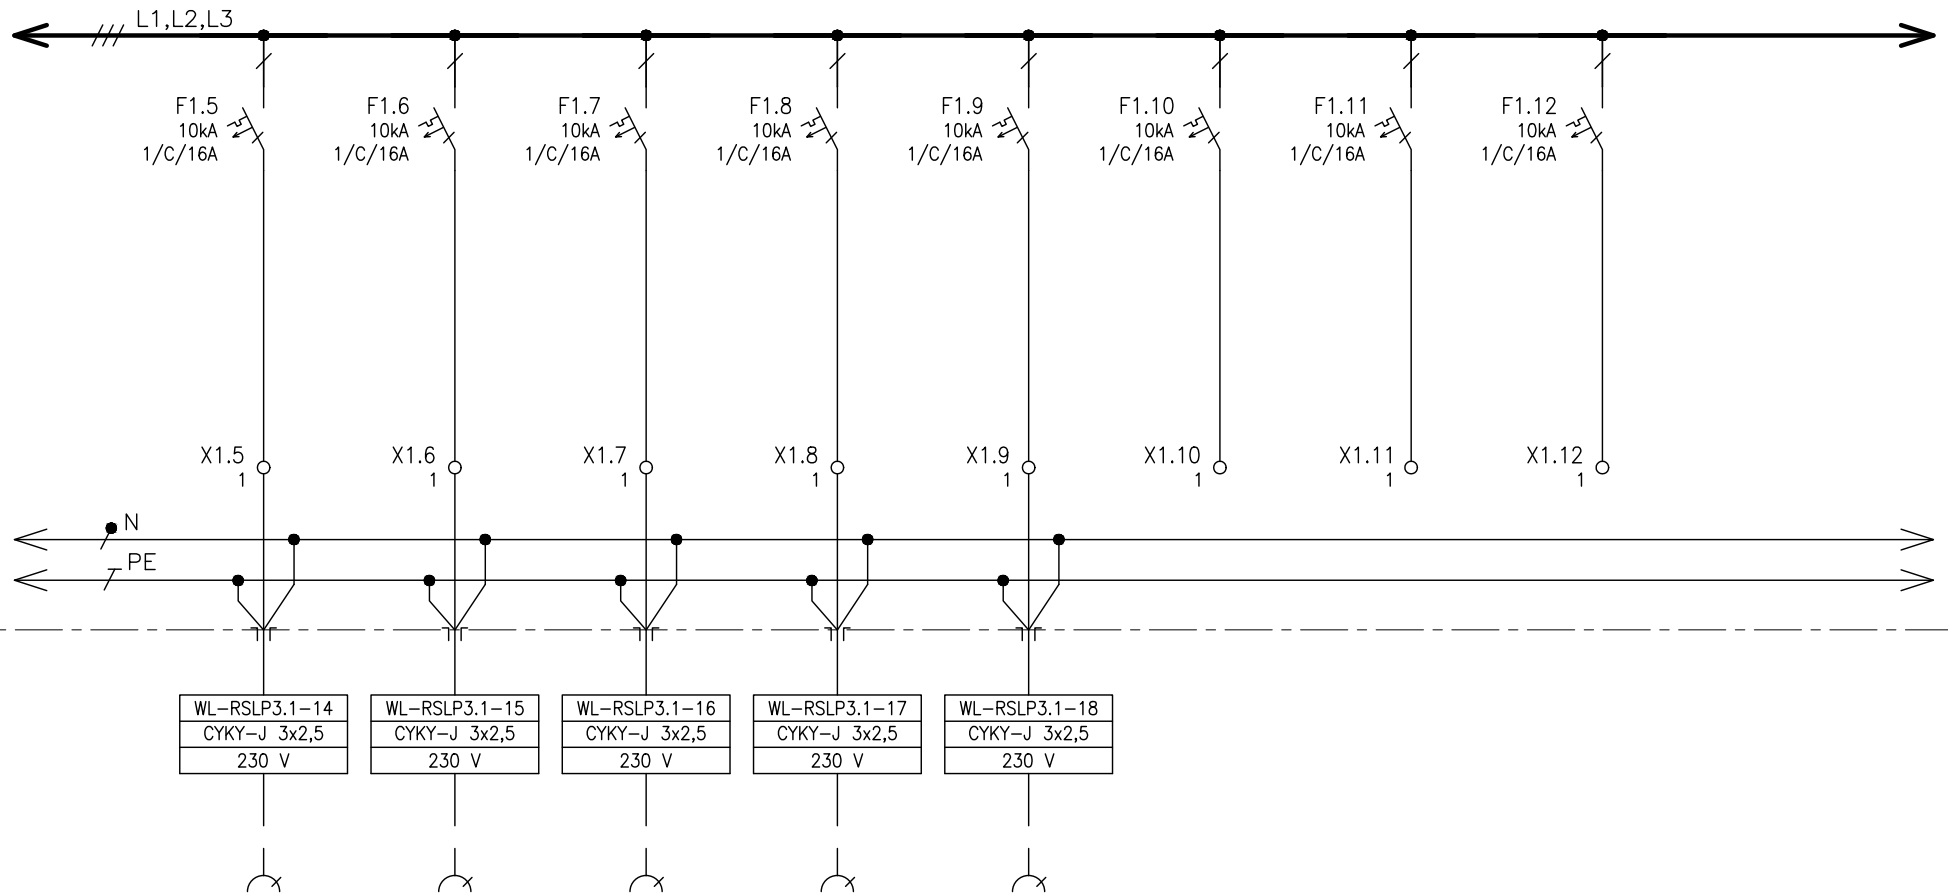 L1,L2,L3
F1.5
10kA
1/C/16A
F1.6
10kA
1/C/16A
F1.7
10kA
1/C/16A
F1.8
10kA
1/C/16A
F1.9
10kA
1/C/16A
F1.10
10kA
1/C/16A
F1.11
10kA
1/C/16A
F1.12
10kA
1/C/16A
X1.5
1
X1.6
1
X1.7
1
X1.8
1
X1.9
1
X1.10
1
X1.11
1
X1.12
1
N
PE
WL-RSLP3.1-14
CYKY-J 3x2,5
230 V
WL-RSLP3.1-15
CYKY-J 3x2,5
230 V
WL-RSLP3.1-16
CYKY-J 3x2,5
230 V
WL-RSLP3.1-17
CYKY-J 3x2,5
230 V
WL-RSLP3.1-18
CYKY-J 3x2,5
230 V